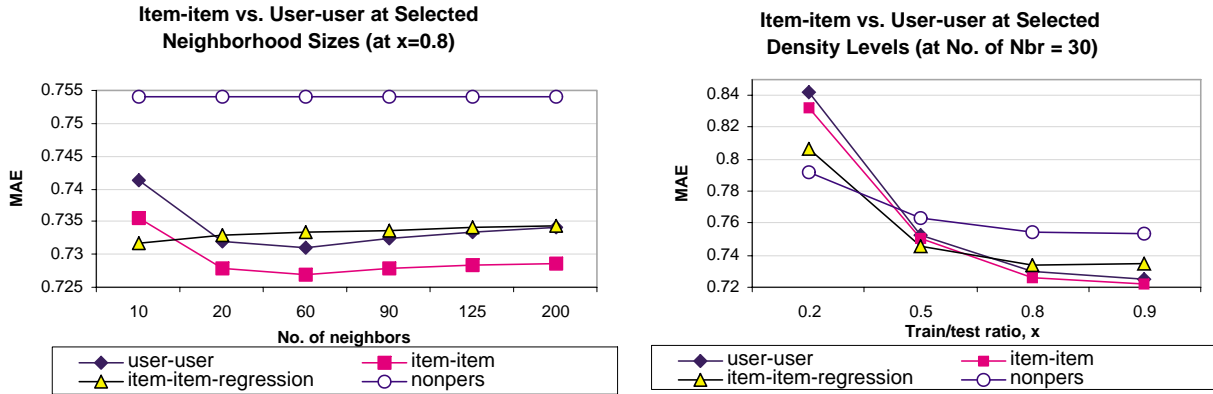 Item-item vs. User-user at Selected
Neighborhood Sizes (at x=0.8)
0.755
0.75
0.745
0.74
0.735
0.73
0.725
MAE
10 20 60 90 125 200
No. of neighbors
user-user item-item
item-item-regression nonpers
Item-item vs. User-user at Selected
Density Levels (at No. of Nbr = 30)
0.84
0.82
0.8
0.78
0.76
0.74
0.72
MAE
0.2 0.5 0.8 0.9
Train/test ratio, x
user-user item-item
item-item-regression nonpers